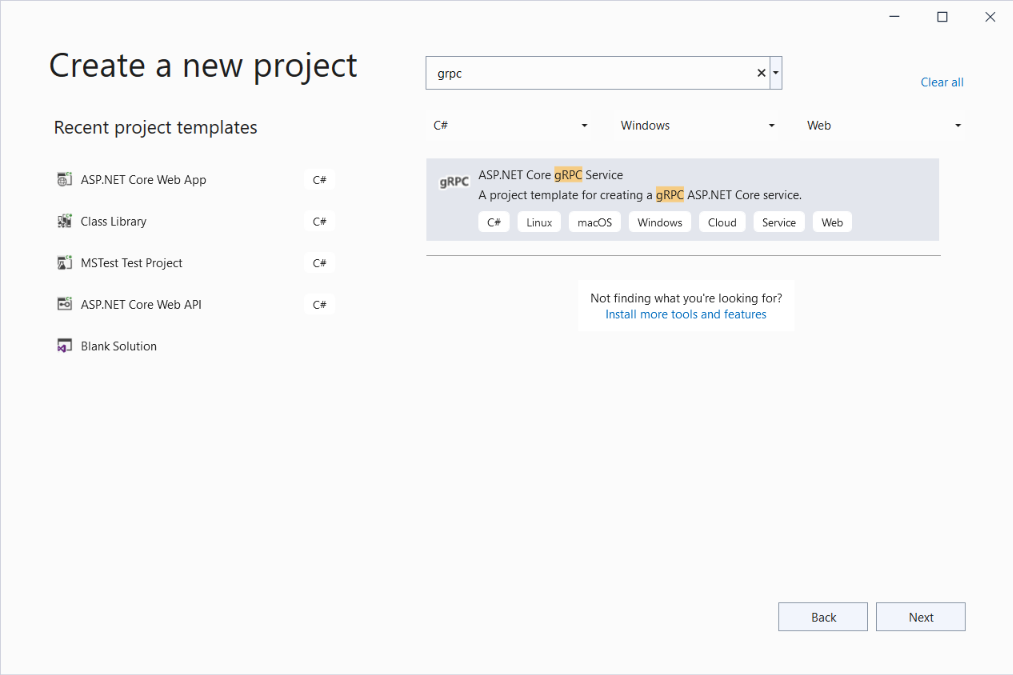 Create a new project
grpc
Clear all
Recent project templates
C#
Windows
Web
ASP.NET Core Web App
C#
Class Library
C#
MSTest Test Project
C#
ASP.NET Core Web API
C#
Blank Solution
gRPC
ASP.NET Core gRPC Service
A project template for creating a gRPC ASP.NET Core service.
C# Linux macOS Windows Cloud Service Web
Not finding what you're looking for?
Install more tools and features
Back
Next